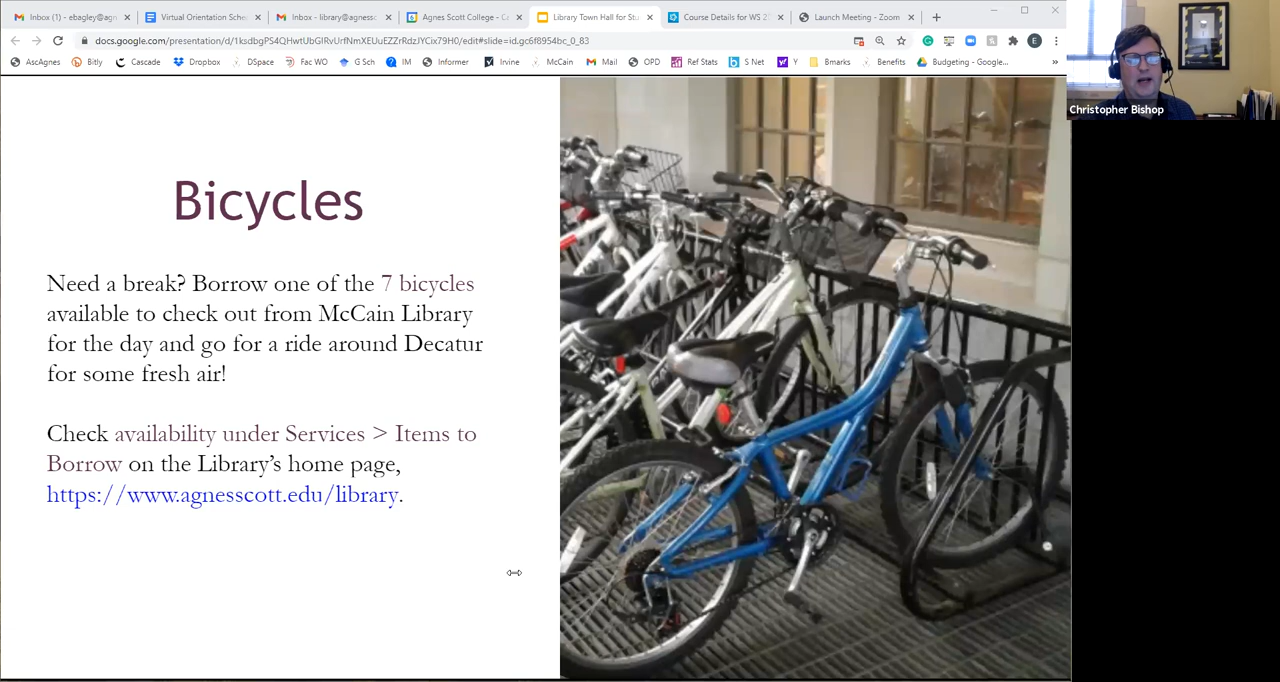 Inbox (1) - ebagley@agn
Virtual Orientation Sche
Inbox - library@agnessc
Agnes Scott College - Ca
Library Town Hall for Stu
Course Details for WS 2
Launch Meeting - Zoom
docs.google.com/presentation/d/
/edit#slide=id.gc6f8954bc_0_83
E
AscAgnes
Bitly
Cascade
Dropbox
DSpace
Fac WO
G Sch
IM
Informer
Irvine
McCain
Mail
OPD
Ref Stats
S Net
Y
Bmarks
Benefits
Budgeting - Google...
Christopher Bishop
Bicycles
Need a break? Borrow one of the 7 bicycles
available to check out from McCain Library
for the day and go for a ride around Decatur
for some fresh air!
Check availability under Services > Items to
Borrow on the Library's home page,
https://www.agnesscott.edu/library.